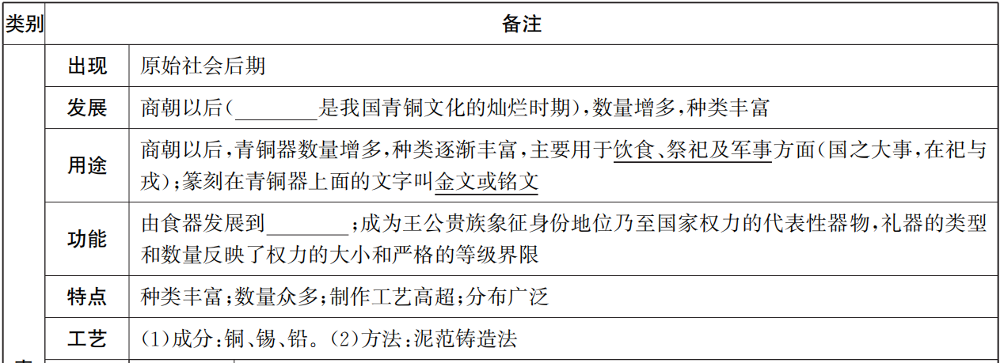 类别 备注
出现 原始社会后期
发展 商朝以后(________是我国青铜文化的灿烂时期),数量增多,种类丰富
用途 商朝以后,青铜器数量增多,种类逐渐丰富,主要用于饮食、祭祀及军事方面(国之大事,在祀与
戎);篆刻在青铜器上面的文字叫金文或铭文
功能 由食器发展到________;成为王公贵族象征身份地位乃至国家权力的代表性器物,礼器的类型
和数量反映了权力的大小和严格的等级界限
特点 种类丰富;数量众多;制作工艺高超;分布广泛
工艺 (1)成分:铜、锡、铅。(2)方法:泥范铸造法